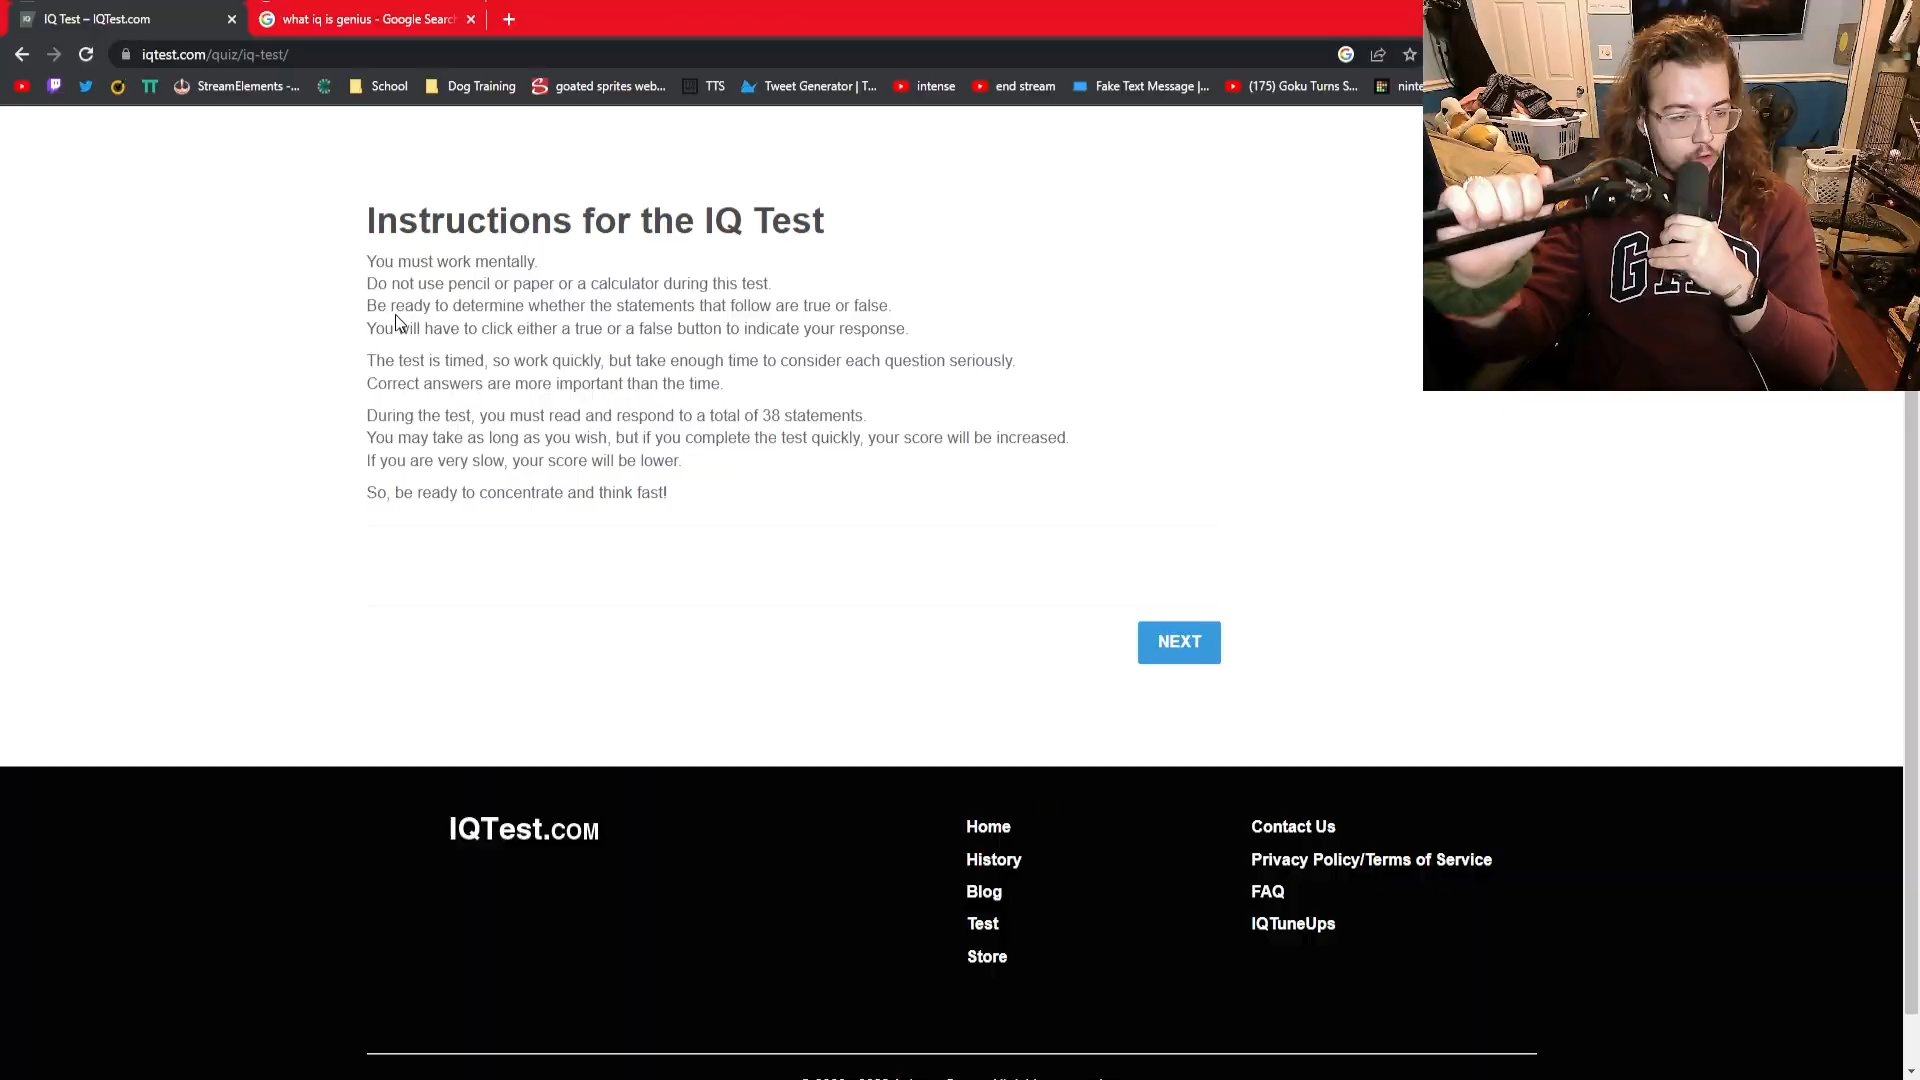 IQ Test – IQTest.com
what iq is genius - Google Search
iqtest.com/quiz/iq-test/
TT
StreamElements -...
School
Dog Training
goated sprites web...
TTS
Tweet Generator | T...
intense
end stream
Fake Text Message |...
(175) Goku Turns S...
ninte
GAP
Instructions for the IQ Test
You must work mentally.
Do not use pencil or paper or a calculator during this test.
Be ready to determine whether the statements that follow are true or false.
You will have to click either a true or a false button to indicate your response.
The test is timed, so work quickly, but take enough time to consider each question seriously.
Correct answers are more important than the time.
During the test, you must read and respond to a total of 38 statements.
You may take as long as you wish, but if you complete the test quickly, your score will be increased.
If you are very slow, your score will be lower.
So, be ready to concentrate and think fast!
NEXT
IQTest.COM
Home
History
Blog
Test
Store
Contact Us
Privacy Policy/Terms of Service
FAQ
IQTuneUps